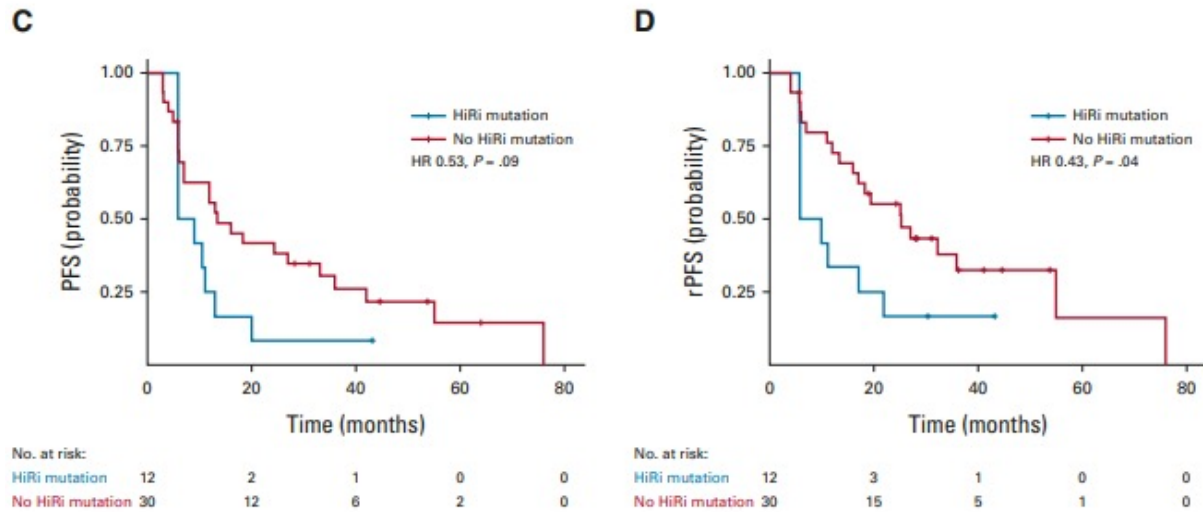 C
PFS (probability)
1.00
0.75
0.50
0.25
HiRi mutation
No HiRi mutation
HR 0.53, P = .09
0 20 40 60 80
Time (months)
No. at risk:
HiRi mutation 12 2 1 0 0
No HiRi mutation 30 12 6 2 0
D
rPFS (probability)
1.00
0.75
0.50
0.25
HiRi mutation
No HiRi mutation
HR 0.43, P = .04
0 20 40 60 80
Time (months)
No. at risk:
HiRi mutation 12 3 1 0 0
No HiRi mutation 30 15 5 1 0